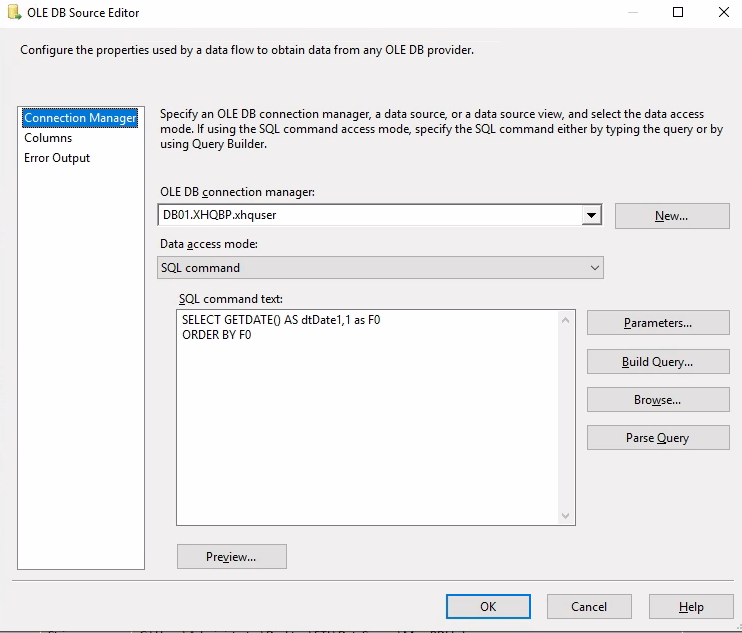 OLE DB Source Editor
Configure the properties used by a data flow to obtain data from any OLE DB provider.
Connection Manager
Columns
Error Output
Specify an OLE DB connection manager, a data source, or a data source view, and select the data access
mode. If using the SQL command access mode, specify the SQL command either by typing the query or by
using Query Builder.
OLE DB connection manager:
DB01.XHQBP.xhquser
New...
Data access mode:
SQL command
SQL command text:
SELECT GETDATE() AS dtDate1,1 as F0
ORDER BY F0
Parameters...
Build Query...
Browse...
Parse Query
Preview...
OK
Cancel
Help